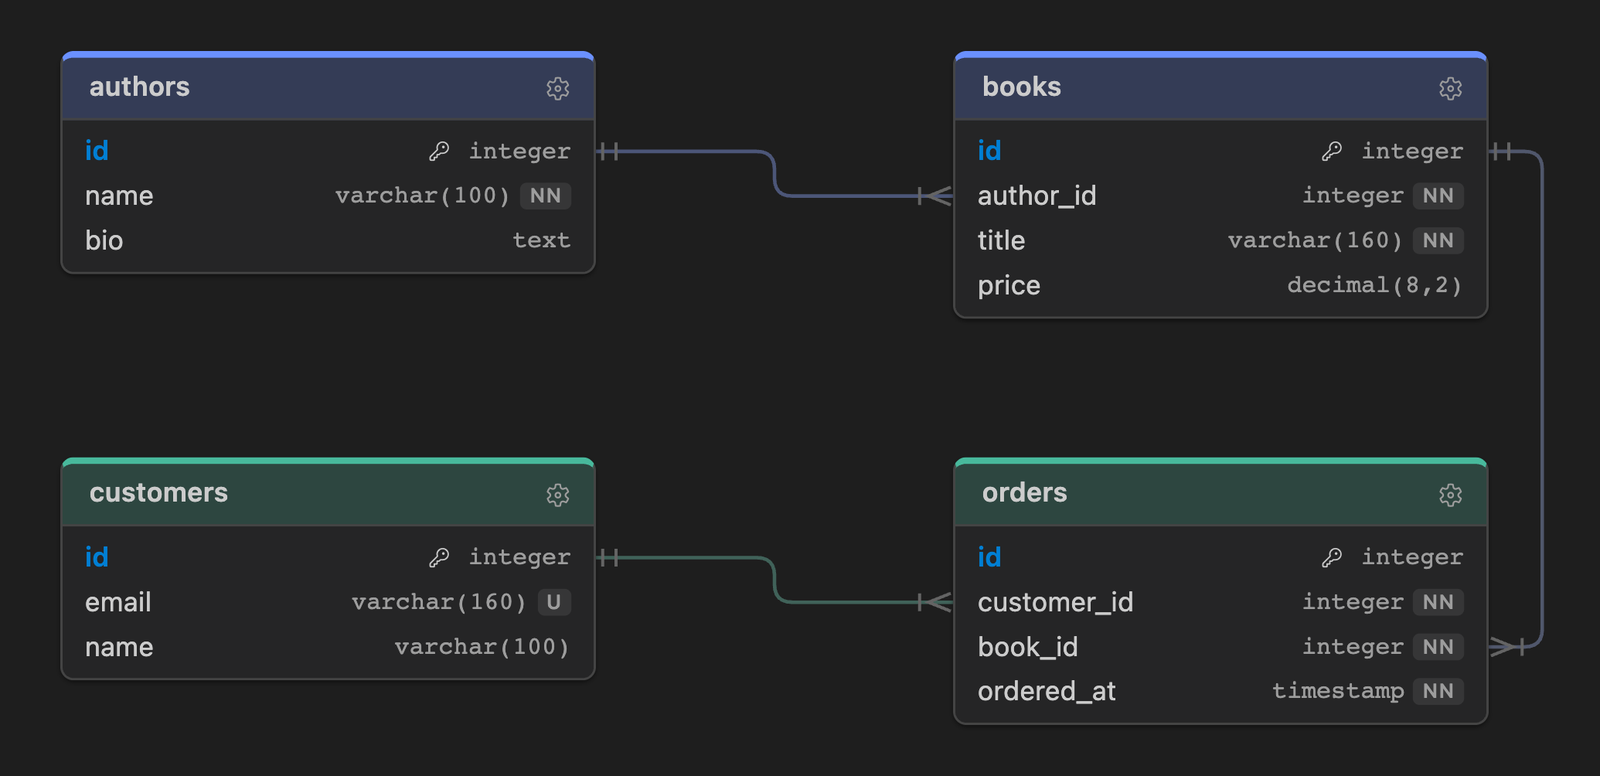 authors
id integer
name varchar(100) NN
bio text
books
id integer
author_id integer NN
title varchar(160) NN
price decimal(8,2)
customers
id integer
email varchar(160) U
name varchar(100)
orders
id integer
customer_id integer NN
book_id integer NN
ordered_at timestamp NN